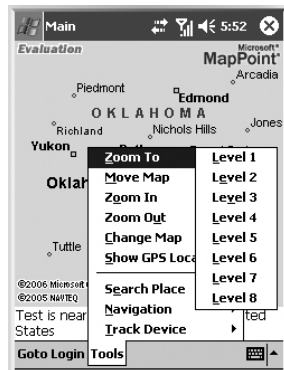 Main 5:52
Evaluation
Microsoft®
MapPoint®
Arcadia
Piedmont
Edmond
OKLAHOMA
Richland
Nichols Hills
Jones
Yukon
Zoom To
Level 1
Move Map
Level 2
Zoom In
Level 3
Zoom Out
Level 4
Change Map
Level 5
Show GPS Loca
Level 6
Level 7
Search Place
Level 8
Navigation
Track Device
Oklah
Tuttle
©2006 Microsoft
©2005 NAVTEQ
Test is near
ted
States
Goto Login Tools